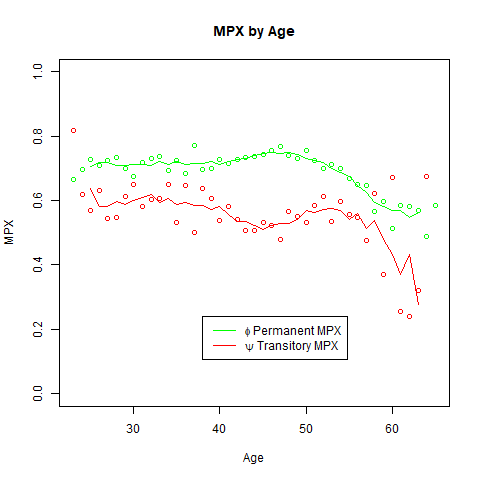 MPX by Age
1.0
0.8
0.6
0.4
0.2
0.0
MPX
ϕ Permanent MPX
ψ Transitory MPX
30 40 50 60
Age